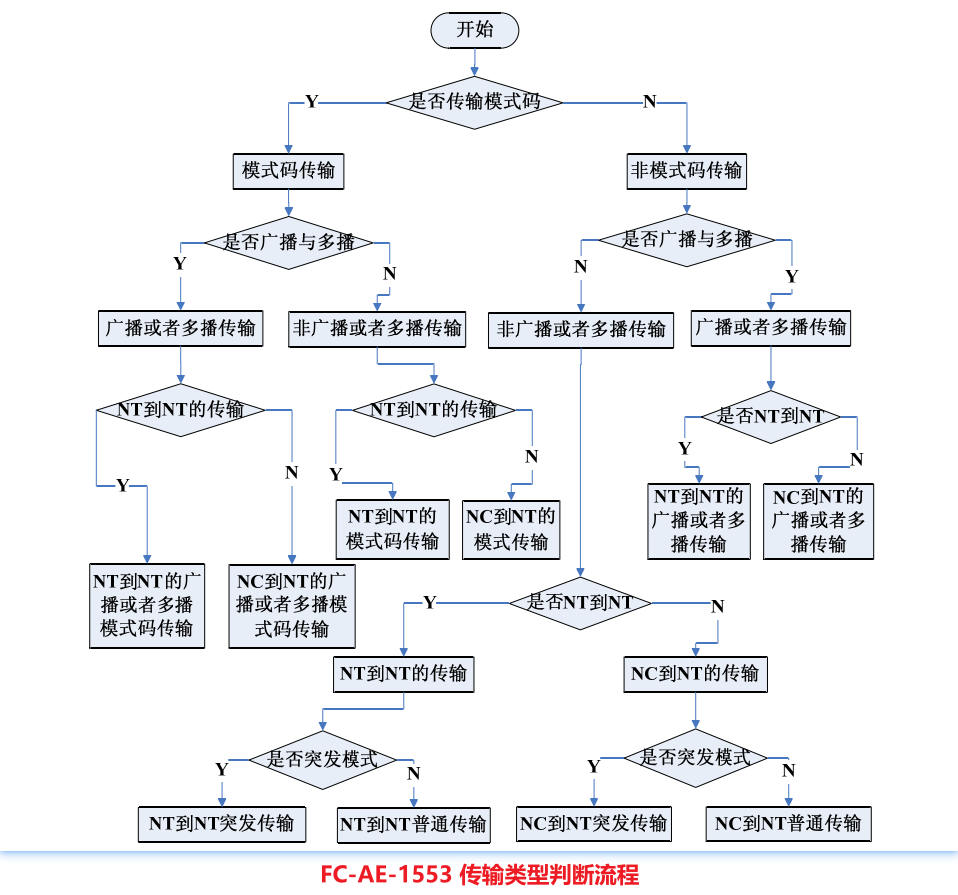 开始
是否传输模式码
Y
N
模式码传输
非模式码传输
是否广播与多播
是否广播与多播
Y
N
N
Y
广播或者多播传输
非广播或者多播传输
非广播或者多播传输
广播或者多播传输
NT到NT的传输
NT到NT的传输
是否NT到NT
Y
N
Y
N
Y
N
NT到NT的
模式码传输
NC到NT的
模式传输
NT到NT的
广播或者多
播传输
NC到NT的
广播或者多
播传输
NT到NT的广
播或者多播
模式码传输
NC到NT的广
播或者多播模
式码传输
是否NT到NT
Y
N
NT到NT的传输
NC到NT的传输
是否突发模式
是否突发模式
Y
N
Y
N
NT到NT突发传输
NT到NT普通传输
NC到NT突发传输
NC到NT普通传输
FC-AE-1553 传输类型判断流程